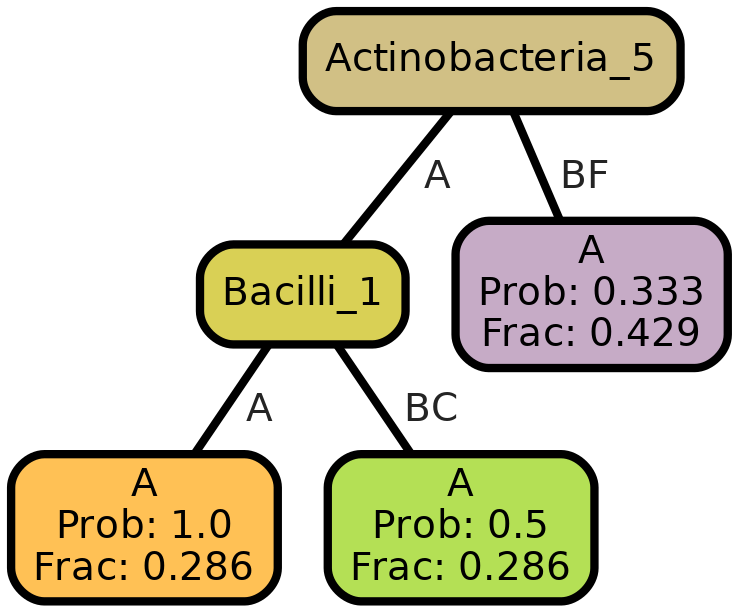 Actinobacteria_5
A
BF
Bacilli_1
A
Prob: 0.333
Frac: 0.429
A
BC
A
Prob: 1.0
Frac: 0.286
A
Prob: 0.5
Frac: 0.286